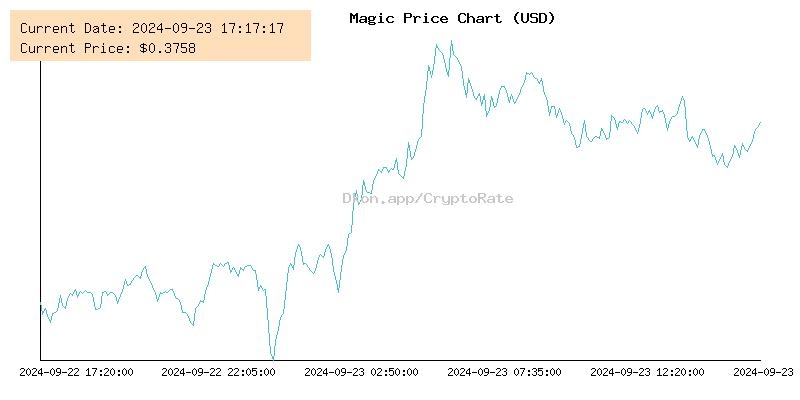 Magic Price Chart (USD)
Current Date: 2024-09-23 17:17:17
Current Price: $0.3758
Dkon.app/CryptoRate
2024-09-22 17:20:00
2024-09-22 22:05:00
2024-09-23 02:50:00
2024-09-23 07:35:00
2024-09-23 12:20:00
2024-09-23